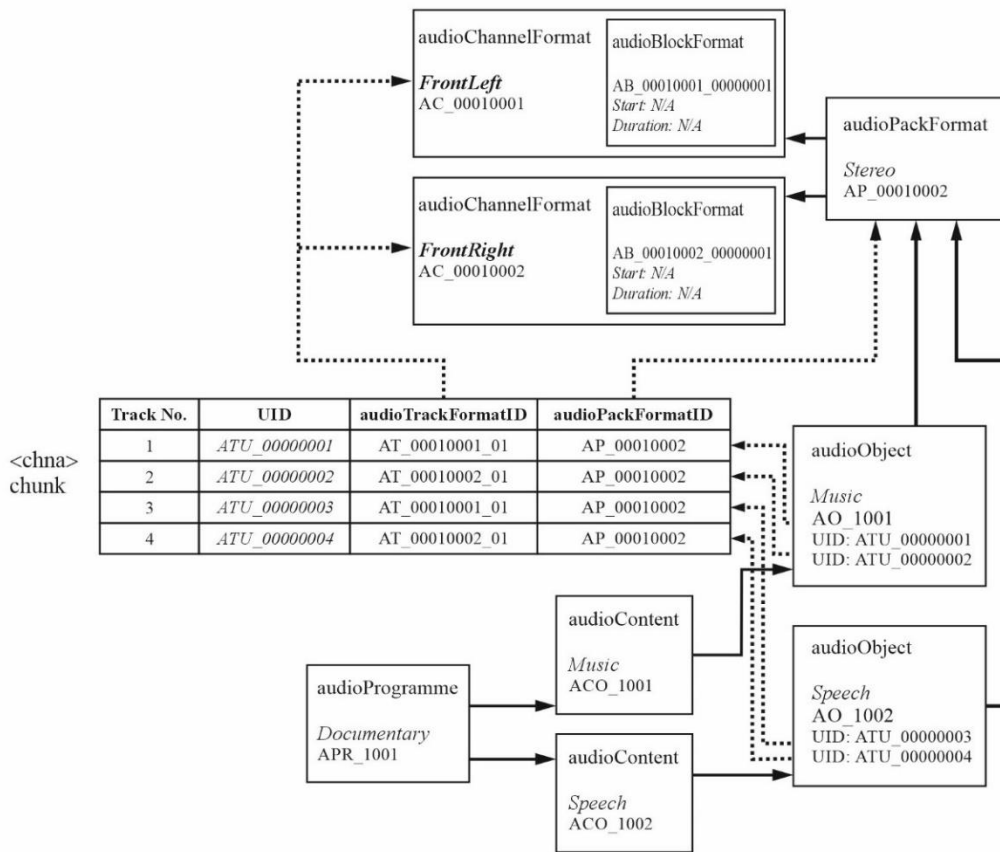 audioChannelFormat
FrontLeft
AC_00010001
audioBlockFormat
AB_00010001_00000001
Start: N/A
Duration: N/A
audioPackFormat
Stereo
AP_00010002
audioChannelFormat
FrontRight
AC_00010002
audioBlockFormat
AB_00010002_00000001
Start: N/A
Duration: N/A
<chna>
chunk
Track No. UID audioTrackFormatID audioPackFormatID
1 ATU_00000001 AT_00010001_01 AP_00010002
2 ATU_00000002 AT_00010002_01 AP_00010002
3 ATU_00000003 AT_00010001_01 AP_00010002
4 ATU_00000004 AT_00010002_01 AP_00010002
audioObject
Music
AO_1001
UID: ATU_00000001
UID: ATU_00000002
audioContent
Music
ACO_1001
audioObject
Speech
AO_1002
UID: ATU_00000003
UID: ATU_00000004
audioProgramme
Documentary
APR_1001
audioContent
Speech
ACO_1002